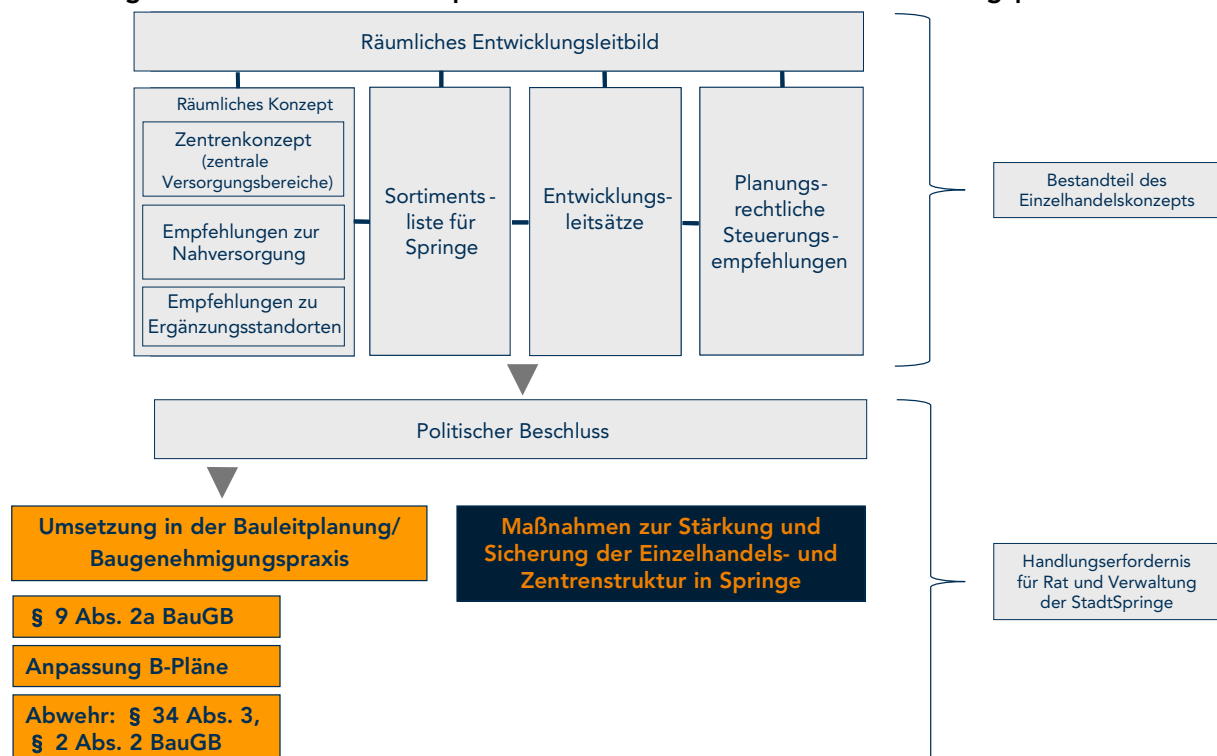 Räumliches Entwicklungsleitbild
Räumliches Konzept
Zentrenkonzept
(zentrale
Versorgungsbereiche)
Empfehlungen zur
Nahversorgung
Empfehlungen zu
Ergänzungsstandorten
Sortiments-
liste für
Springe
Entwicklungs-
leitsätze
Planungs-
rechtliche
Steuerungs-
empfehlungen
Bestandteil des
Einzelhandelskonzepts
Politischer Beschluss
Umsetzung in der Bauleitplanung/
Baugenehmigungspraxis
Maßnahmen zur Stärkung und
Sicherung der Einzelhandels- und
Zentrenstruktur in Springe
§ 9 Abs. 2a BauGB
Anpassung B-Pläne
Abwehr: § 34 Abs. 3,
§ 2 Abs. 2 BauGB
Handlungserfordernis
für Rat und Verwaltung
der StadtSpringe